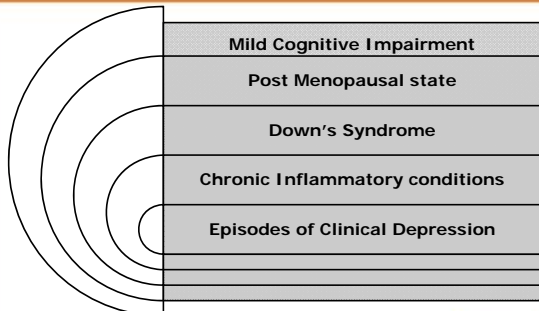 Mild Cognitive Impairment
Post Menopausal state
Down's Syndrome
Chronic Inflammatory conditions
Episodes of Clinical Depression